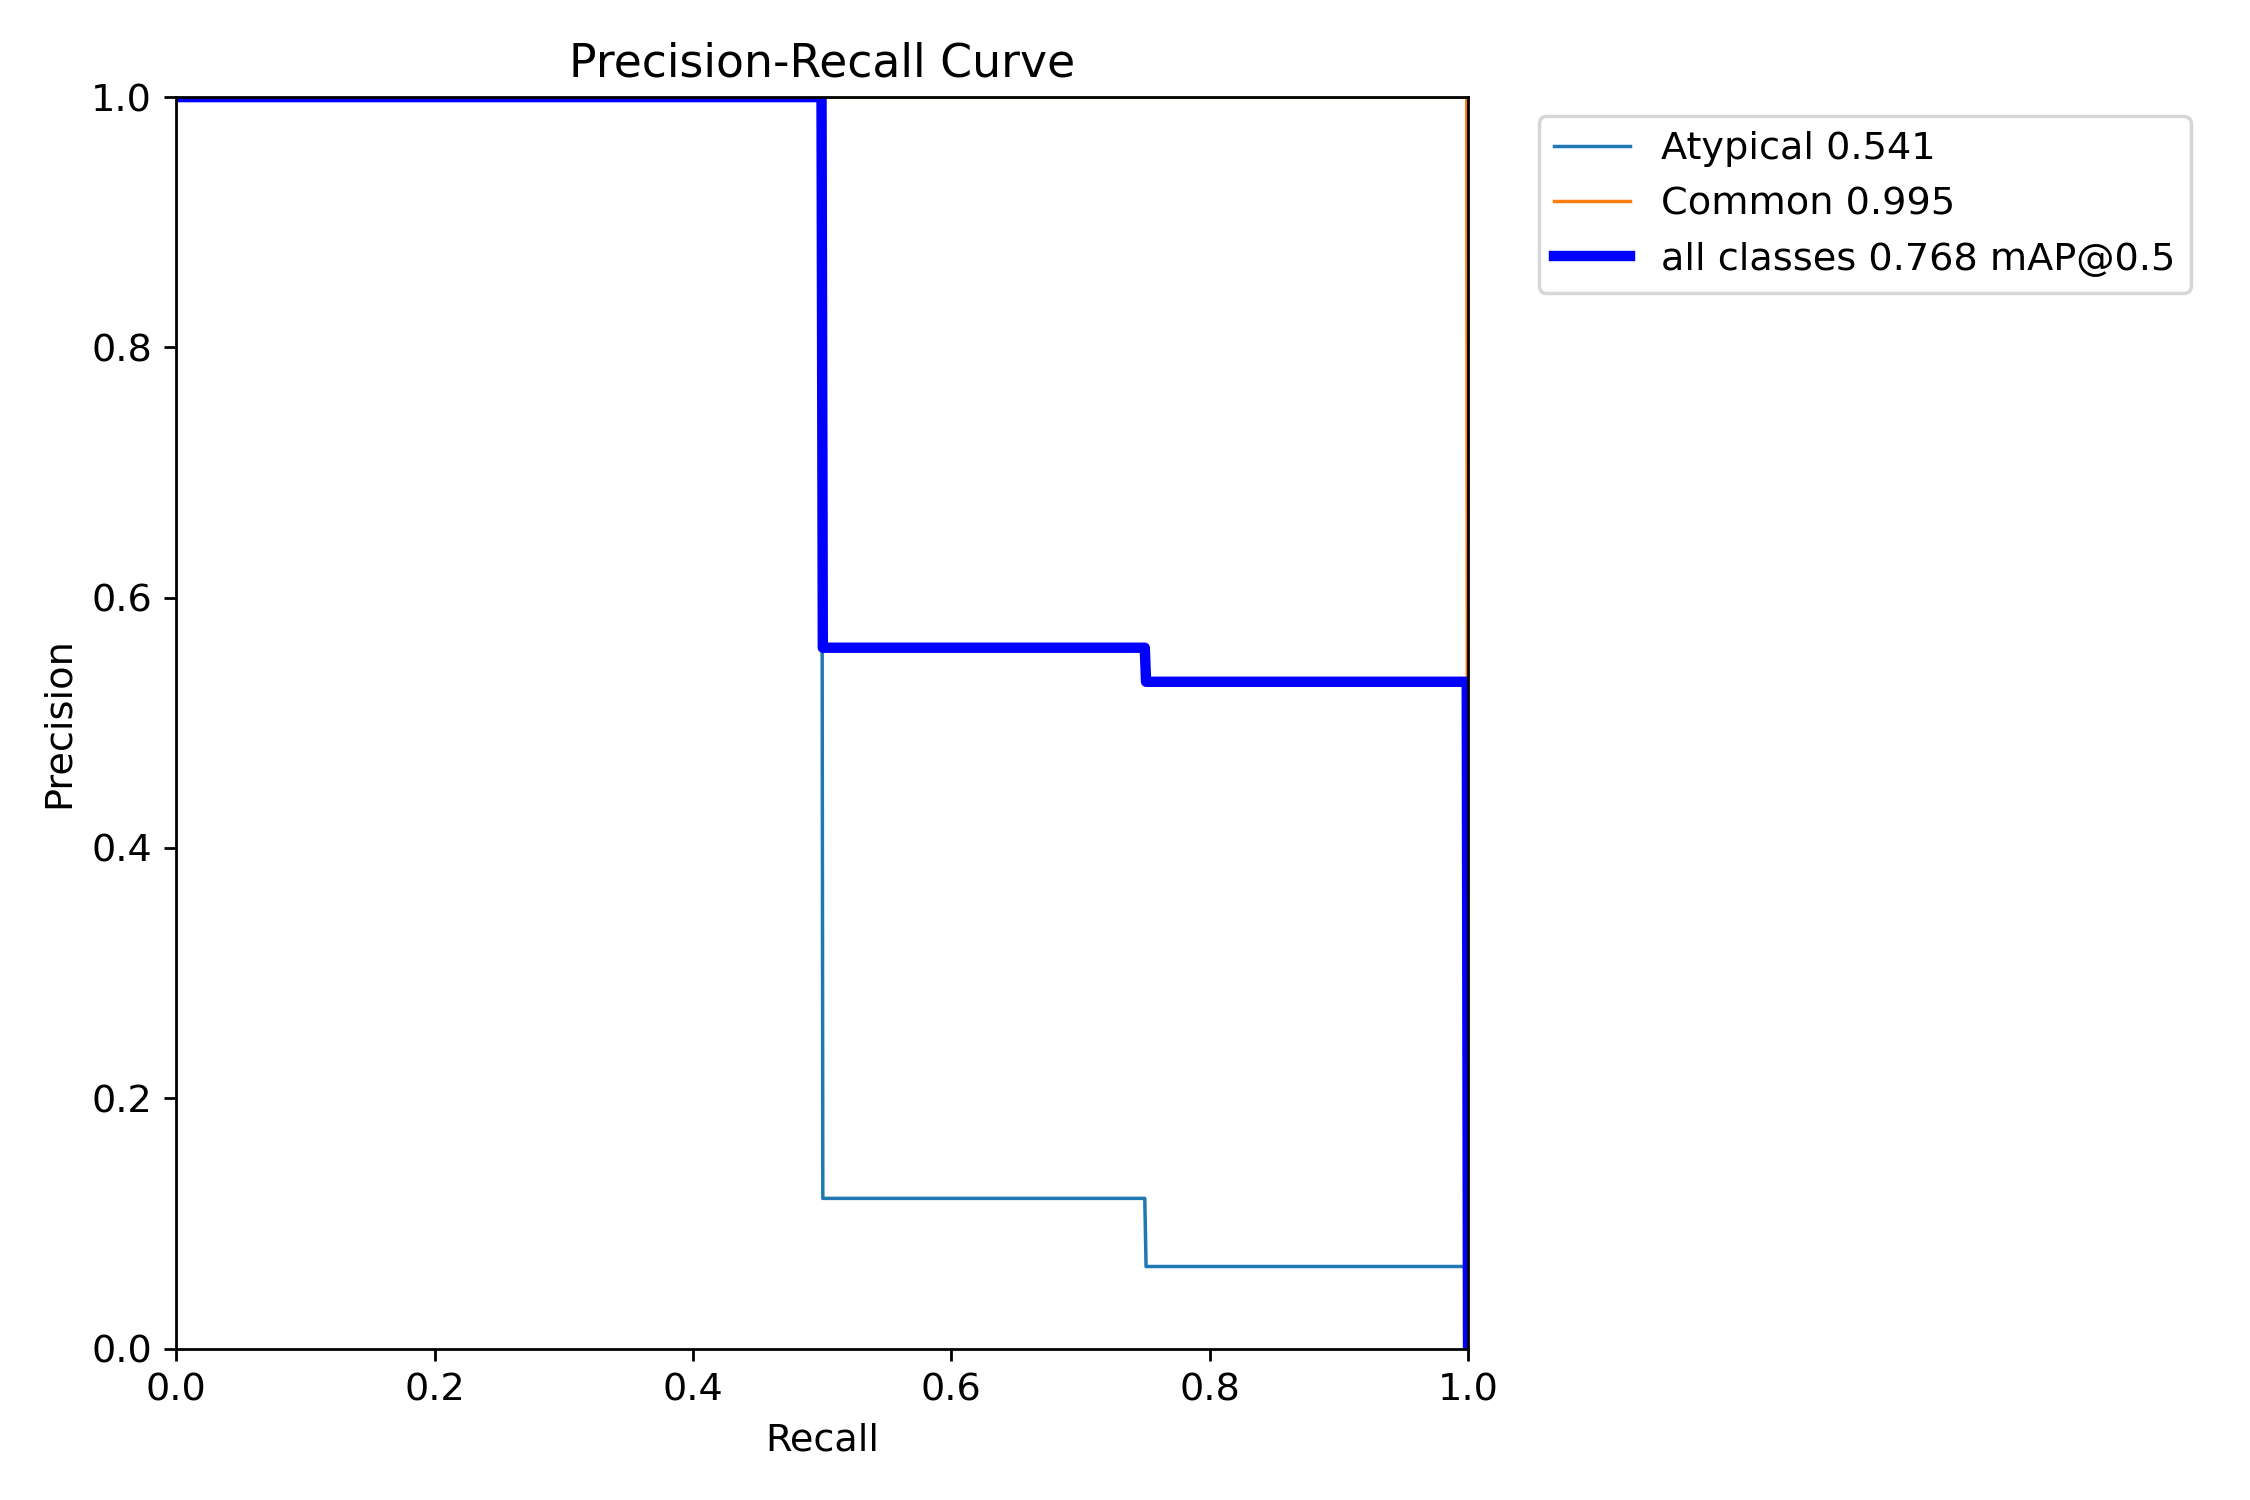 Precision-Recall Curve
1.0
0.8
0.6
0.4
0.2
0.0
Precision
0.0 0.2 0.4 0.6 0.8 1.0
Recall
Atypical 0.541
Common 0.995
all classes 0.768 mAP@0.5